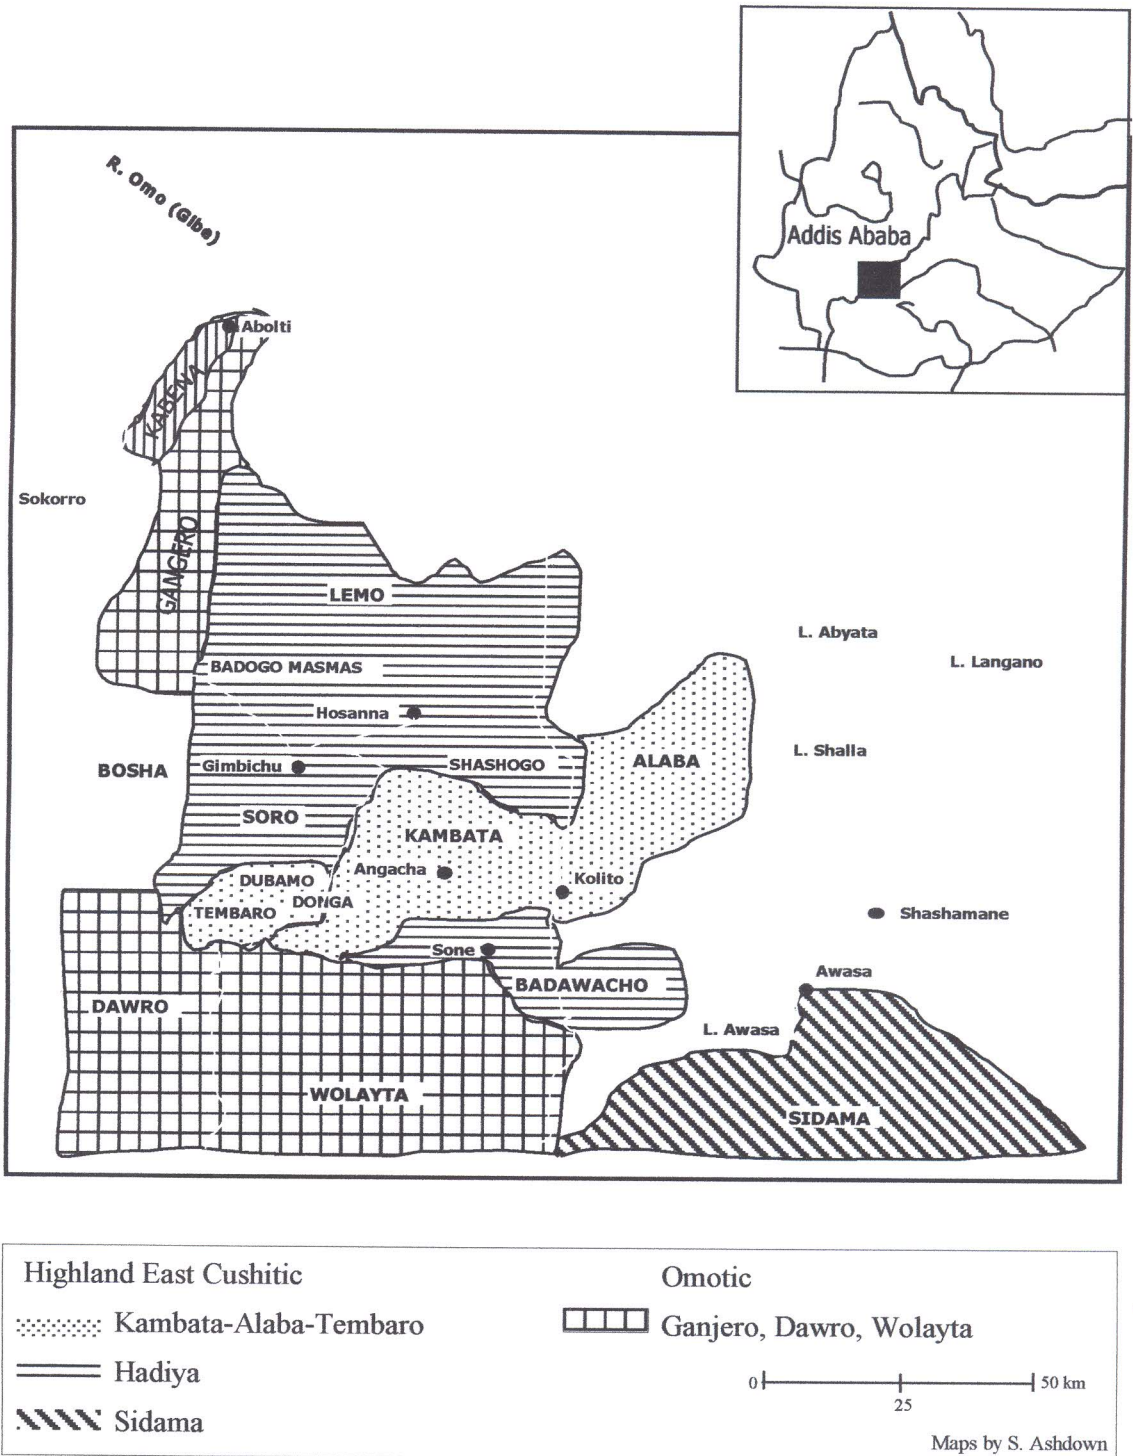 Addis Ababa
R. Omo (Gibe)
Abolti
KABENA
Sokorro
GANGERO
LEMO
L. Abyata
L. Langano
BADOGO MASMAS
Hosanna
L. Shalla
ALABA
BOSHA
Gimbichu
SHASHOGO
SORO
KAMBATA
Angacha
Kolito
DUBAMO
DONGA
TEMBARO
Shashamane
Sone
Awasa
BADAWACHO
DAWRO
L. Awasa
WOLAYTA
SIDAMA
Highland East Cushitic
Kambata-Alaba-Tembaro
Hadiya
Sidama
Omotic
Ganjero, Dawro, Wolayta
0 50 km
25
Maps by S. Ashdown